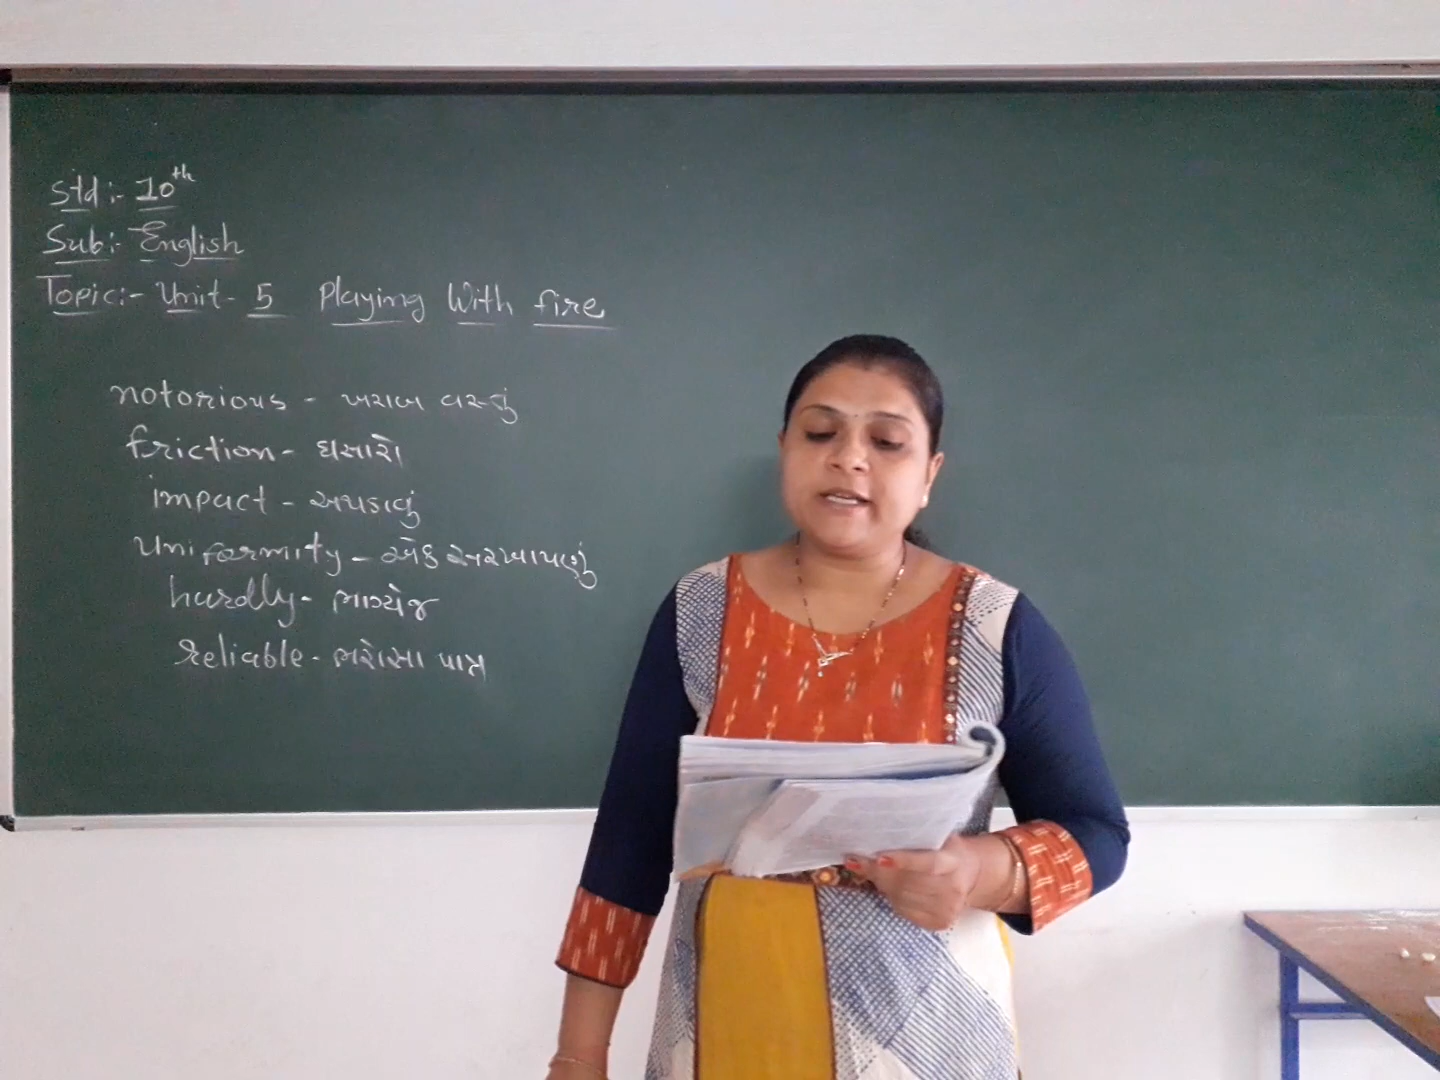 Std:- 10th
Sub:- English
Topic:- Unit- 5 Playing With fire
notorious - ખરાબ વસ્તું
friction - ઘસારો
impact - અથડાવું
Uniformity - એક સરખાપણું
hardly - ભાગ્યેજ
reliable - ભરોસા પાત્ર